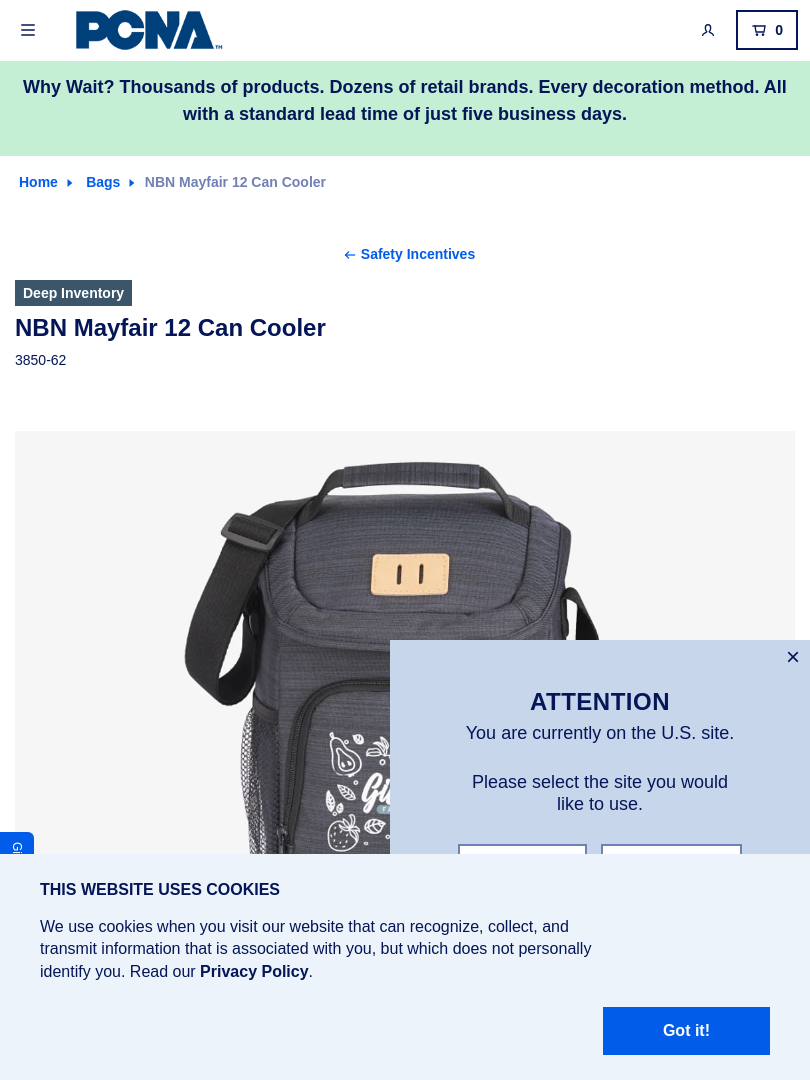 PCNA
TM
0
Why Wait? Thousands of products. Dozens of retail brands. Every decoration method. All
with a standard lead time of just five business days.
Home
Bags
NBN Mayfair 12 Can Cooler
Safety Incentives
Deep Inventory
NBN Mayfair 12 Can Cooler
3850-62
ATTENTION
You are currently on the U.S. site.
Please select the site you would
like to use.
THIS WEBSITE USES COOKIES
We use cookies when you visit our website that can recognize, collect, and
transmit information that is associated with you, but which does not personally
identify you. Read our Privacy Policy.
Got it!